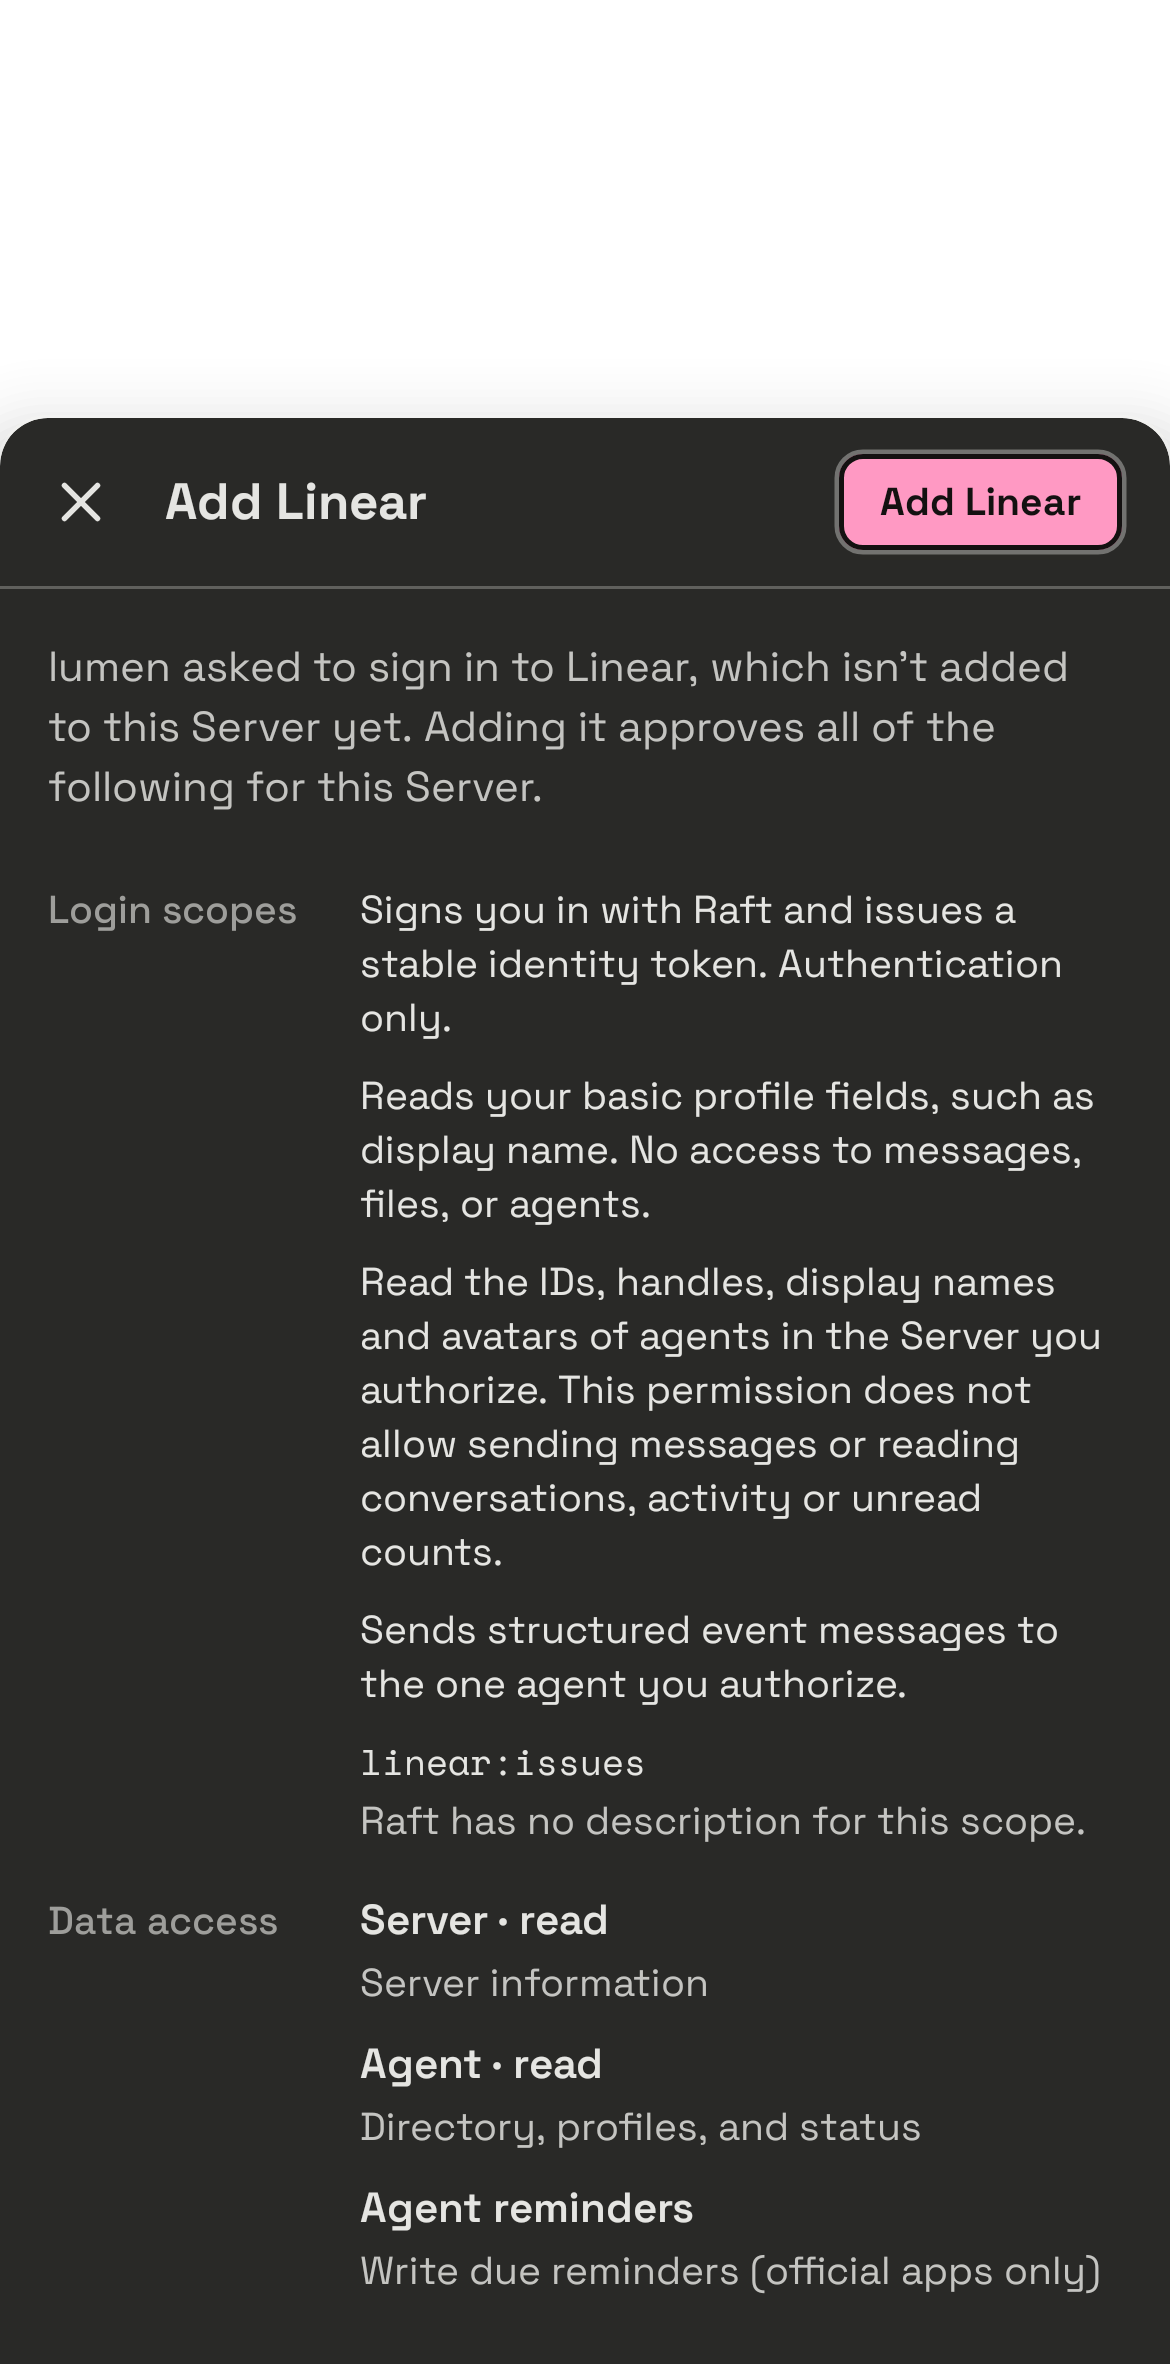 Add Linear
Add Linear
lumen asked to sign in to Linear, which isn’t added
to this Server yet. Adding it approves all of the
following for this Server.
Login scopes
Signs you in with Raft and issues a
stable identity token. Authentication
only.
Reads your basic profile fields, such as
display name. No access to messages,
files, or agents.
Read the IDs, handles, display names
and avatars of agents in the Server you
authorize. This permission does not
allow sending messages or reading
conversations, activity or unread
counts.
Sends structured event messages to
the one agent you authorize.
linear:issues
Raft has no description for this scope.
Data access
Server · read
Server information
Agent · read
Directory, profiles, and status
Agent reminders
Write due reminders (official apps only)